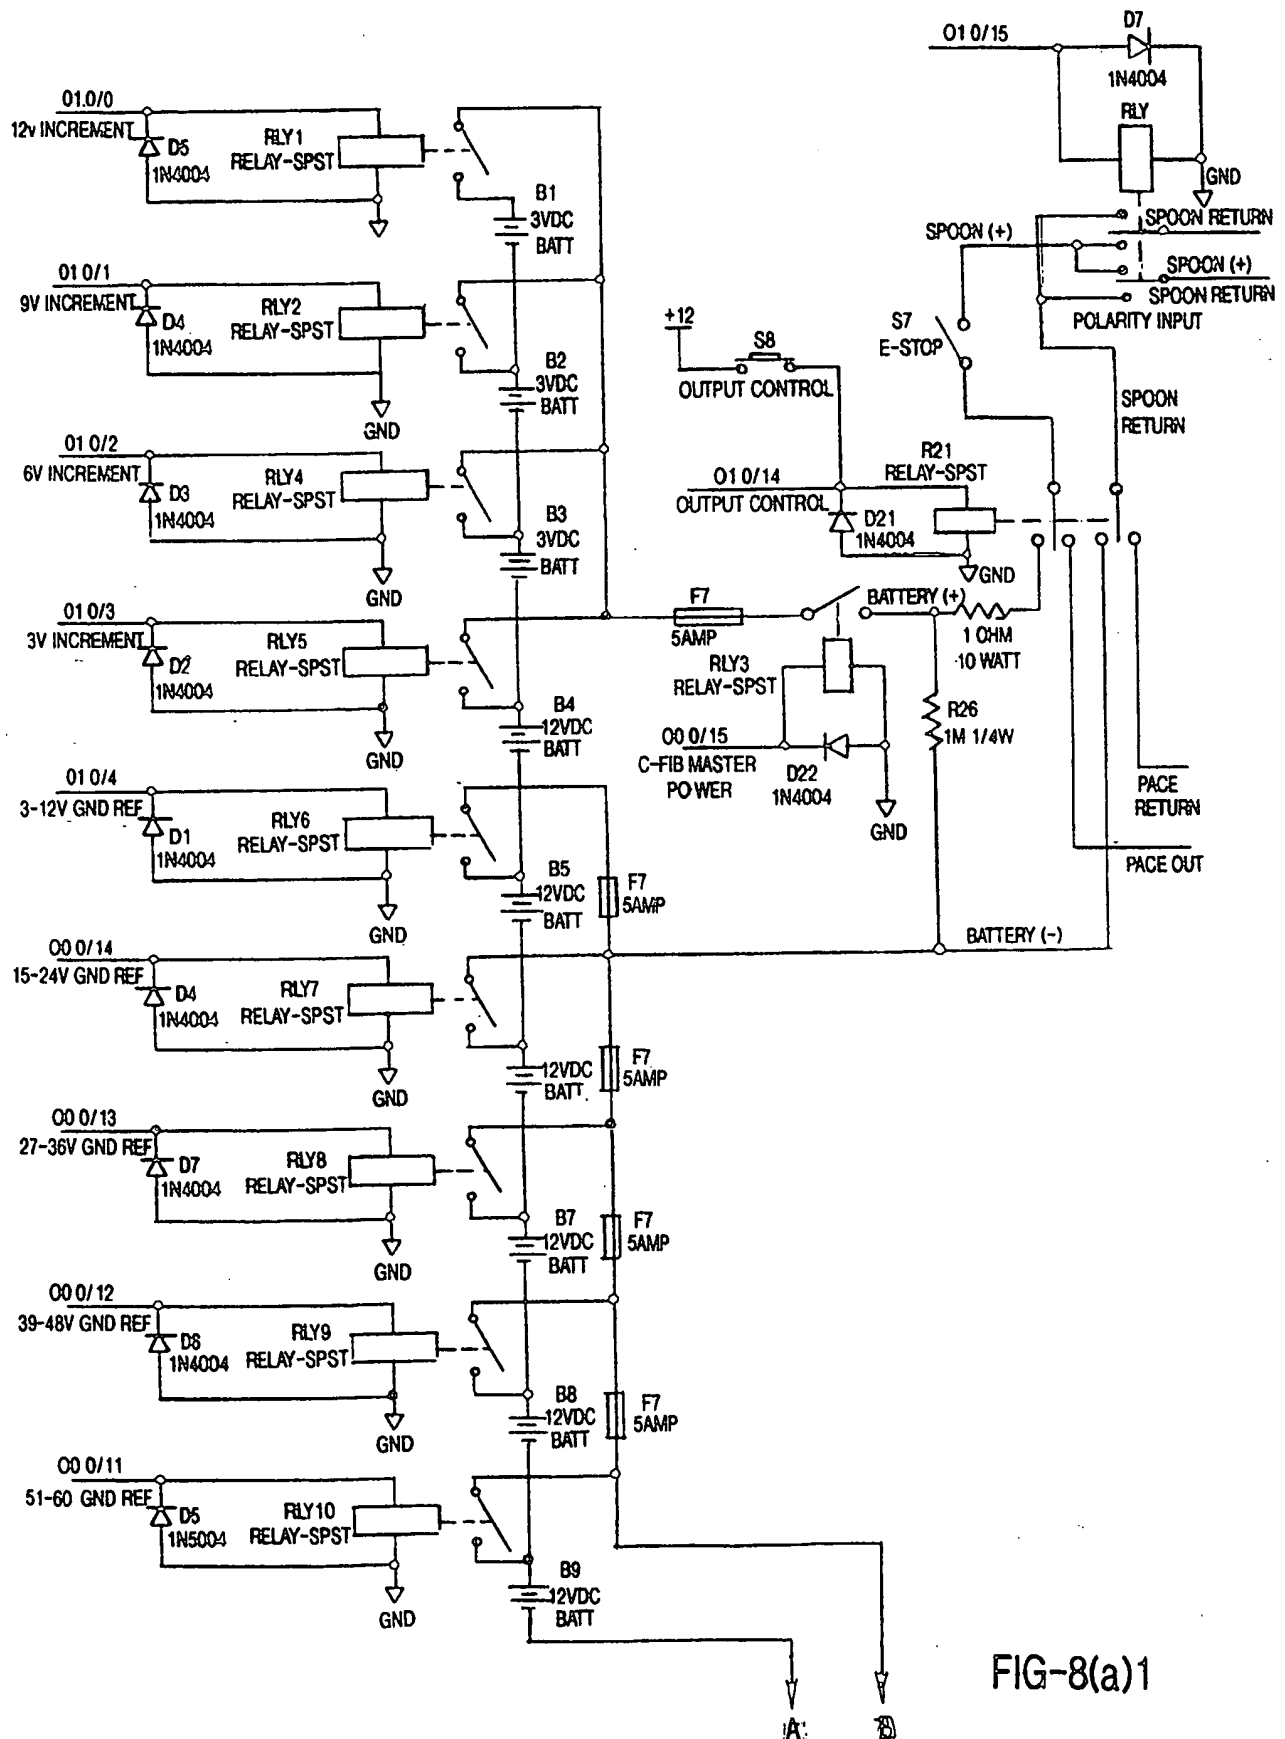 O1 0/15
D7
1N4004
RLY
GND
SPOON RETURN
SPOON (+)
SPOON (+)
SPOON RETURN
POLARITY INPUT
01.0/0
12v INCREMENT
D5
1N4004
RLY1
RELAY-SPST
B1
3VDC
BATT
01 0/1
9V INCREMENT
D4
1N4004
RLY2
RELAY-SPST
GND
B2
3VDC
BATT
+12
S8
OUTPUT CONTROL
S7
E-STOP
SPOON
RETURN
01 0/2
6V INCREMENT
D3
1N4004
RLY4
RELAY-SPST
GND
B3
3VDC
BATT
R21
RELAY-SPST
O1 0/14
OUTPUT CONTROL
D21
1N4004
GND
01 0/3
3V INCREMENT
D2
1N4004
RLY5
RELAY-SPST
GND
B4
12VDC
BATT
F7
5AMP
BATTERY (+)
1 OHM
10 WATT
RLY3
RELAY-SPST
R26
1M 1/4W
O0 0/15
C-FIB MASTER
POWER
D22
1N4004
GND
PACE
RETURN
PACE OUT
01 0/4
3-12V GND REF
D1
1N4004
RLY6
RELAY-SPST
GND
B5
12VDC
BATT
F7
5AMP
BATTERY (-)
O0 0/14
15-24V GND REF
D4
1N4004
RLY7
RELAY-SPST
GND
12VDC
BATT
F7
5AMP
O0 0/13
27-36V GND REF
D7
1N4004
RLY8
RELAY-SPST
GND
B7
12VDC
BATT
F7
5AMP
O0 0/12
39-48V GND REF
D6
1N4004
RLY9
RELAY-SPST
GND
B8
12VDC
BATT
F7
5AMP
O0 0/11
51-60 GND REF
D5
1N5004
RLY10
RELAY-SPST
GND
B9
12VDC
BATT
A
B
FIG-8(a)1